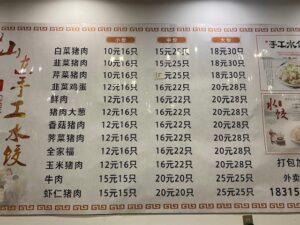 山东手工水饺
小份 中份 大份
白菜猪肉 10元16只 15元25只 18元30只
韭菜猪肉 10元16只 15元25只 18元30只
芹菜猪肉 10元16只 15元25只 18元30只
韭菜鸡蛋 12元16只 16元20只 22元28只
鲜肉 12元16只 16元20只 22元28只
猪肉大葱 12元16只 16元20只 22元28只
香菇猪肉 12元16只 16元20只 22元28只
荠菜猪肉 12元16只 16元20只 22元28只
全家福 12元16只 16元20只 22元28只
玉米猪肉 12元16只 16元20只 22元28只
牛肉 15元15只 20元20只 25元25只
虾仁猪肉 15元15只 20元20只 25元25只
手工水
水饺
打包
外卖
18315